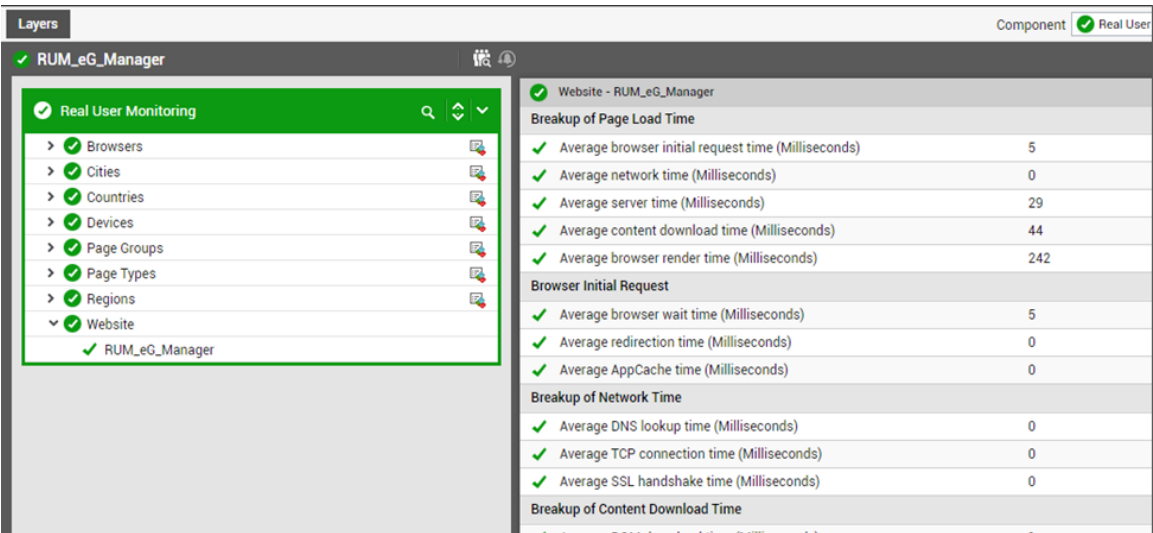 Layers
Component Real User
RUM_eG_Manager
Real User Monitoring
Browsers
Cities
Countries
Devices
Page Groups
Page Types
Regions
Website
RUM_eG_Manager
Website - RUM_eG_Manager
Breakup of Page Load Time
Average browser initial request time (Milliseconds) 5
Average network time (Milliseconds) 0
Average server time (Milliseconds) 29
Average content download time (Milliseconds) 44
Average browser render time (Milliseconds) 242
Browser Initial Request
Average browser wait time (Milliseconds) 5
Average redirection time (Milliseconds) 0
Average AppCache time (Milliseconds) 0
Breakup of Network Time
Average DNS lookup time (Milliseconds) 0
Average TCP connection time (Milliseconds) 0
Average SSL handshake time (Milliseconds) 0
Breakup of Content Download Time